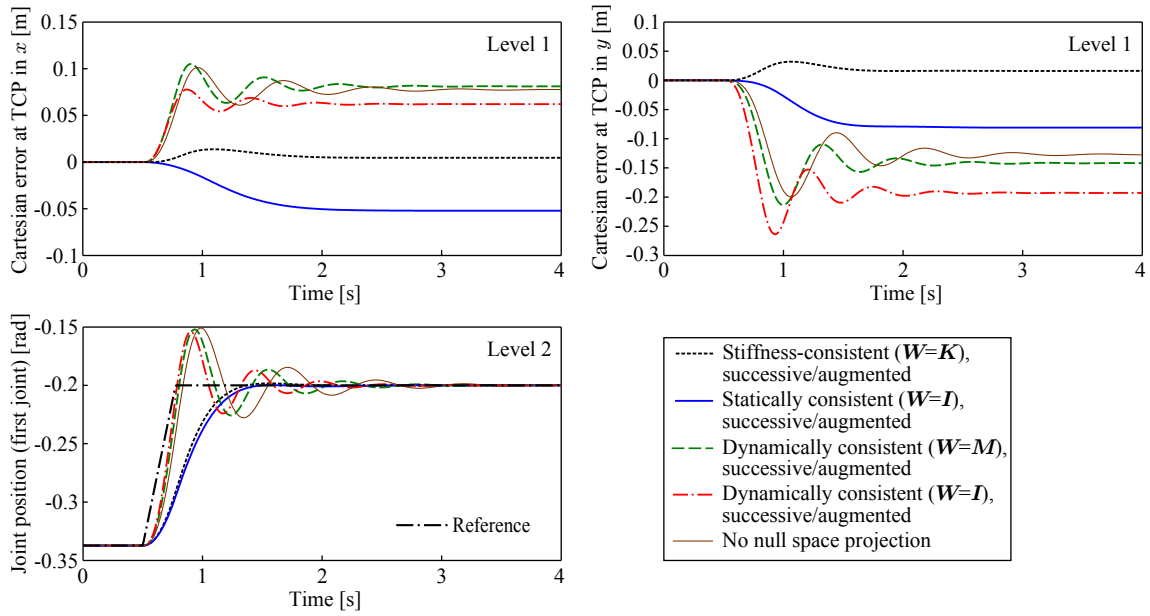 Cartesian error at TCP in x [m]
0.15
0.1
0.05
0
-0.05
-0.1
Level 1
0 1 2 3 4
Time [s]
Cartesian error at TCP in y [m]
0.1
0.05
0
-0.05
-0.1
-0.15
-0.2
-0.25
-0.3
Level 1
0 1 2 3 4
Time [s]
Joint position (first joint) [rad]
-0.15
-0.2
-0.25
-0.3
-0.35
Level 2
Reference
0 1 2 3 4
Time [s]
Stiffness-consistent (W=K),
successive/augmented
Statically consistent (W=I),
successive/augmented
Dynamically consistent (W=M),
successive/augmented
Dynamically consistent (W=I),
successive/augmented
No null space projection